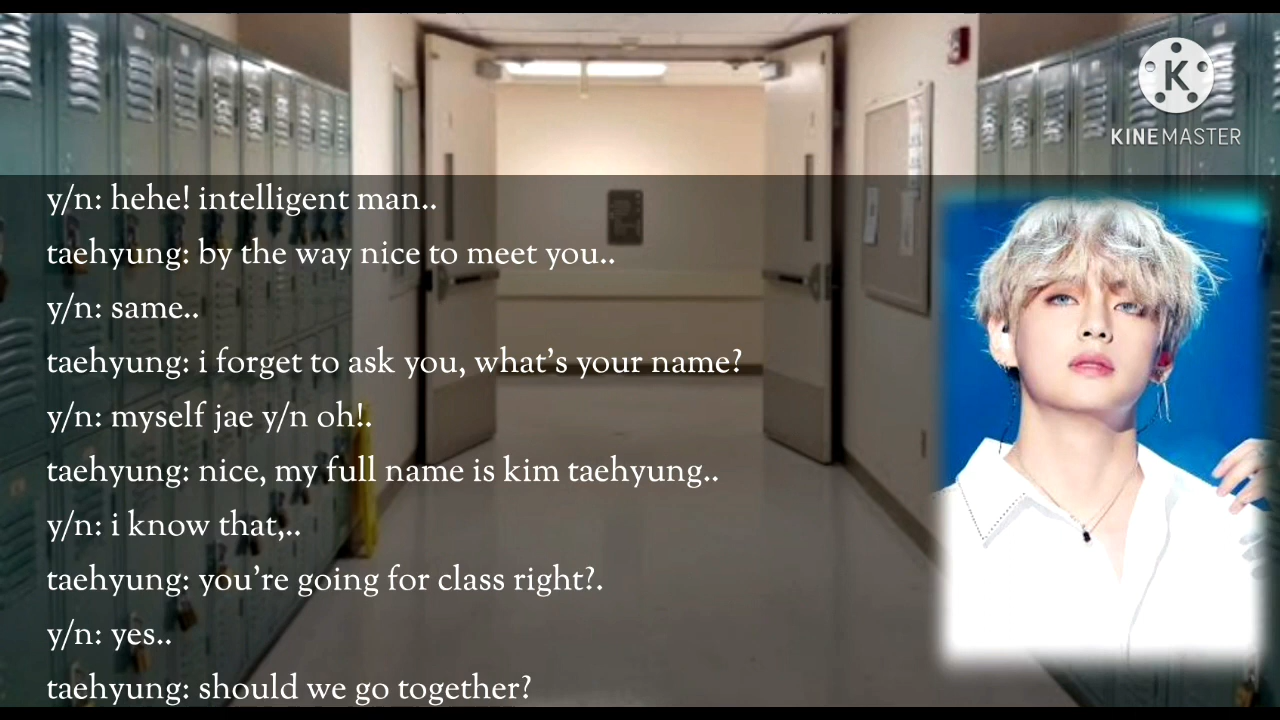 KINEMASTER
y/n: hehe! intelligent man..
taehyung: by the way nice to meet you..
y/n: same..
taehyung: i forget to ask you, what's your name?
y/n: myself jae y/n oh!.
taehyung: nice, my full name is kim taehyung..
y/n: i know that,..
taehyung: you're going for class right?.
y/n: yes..
taehyung: should we go together?